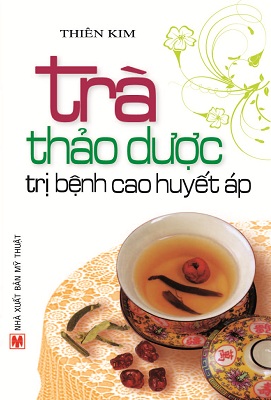 THIÊN KIM
trà
thảo dược
trị bệnh cao huyết áp
NHÀ XUẤT BẢN MỸ THUẬT